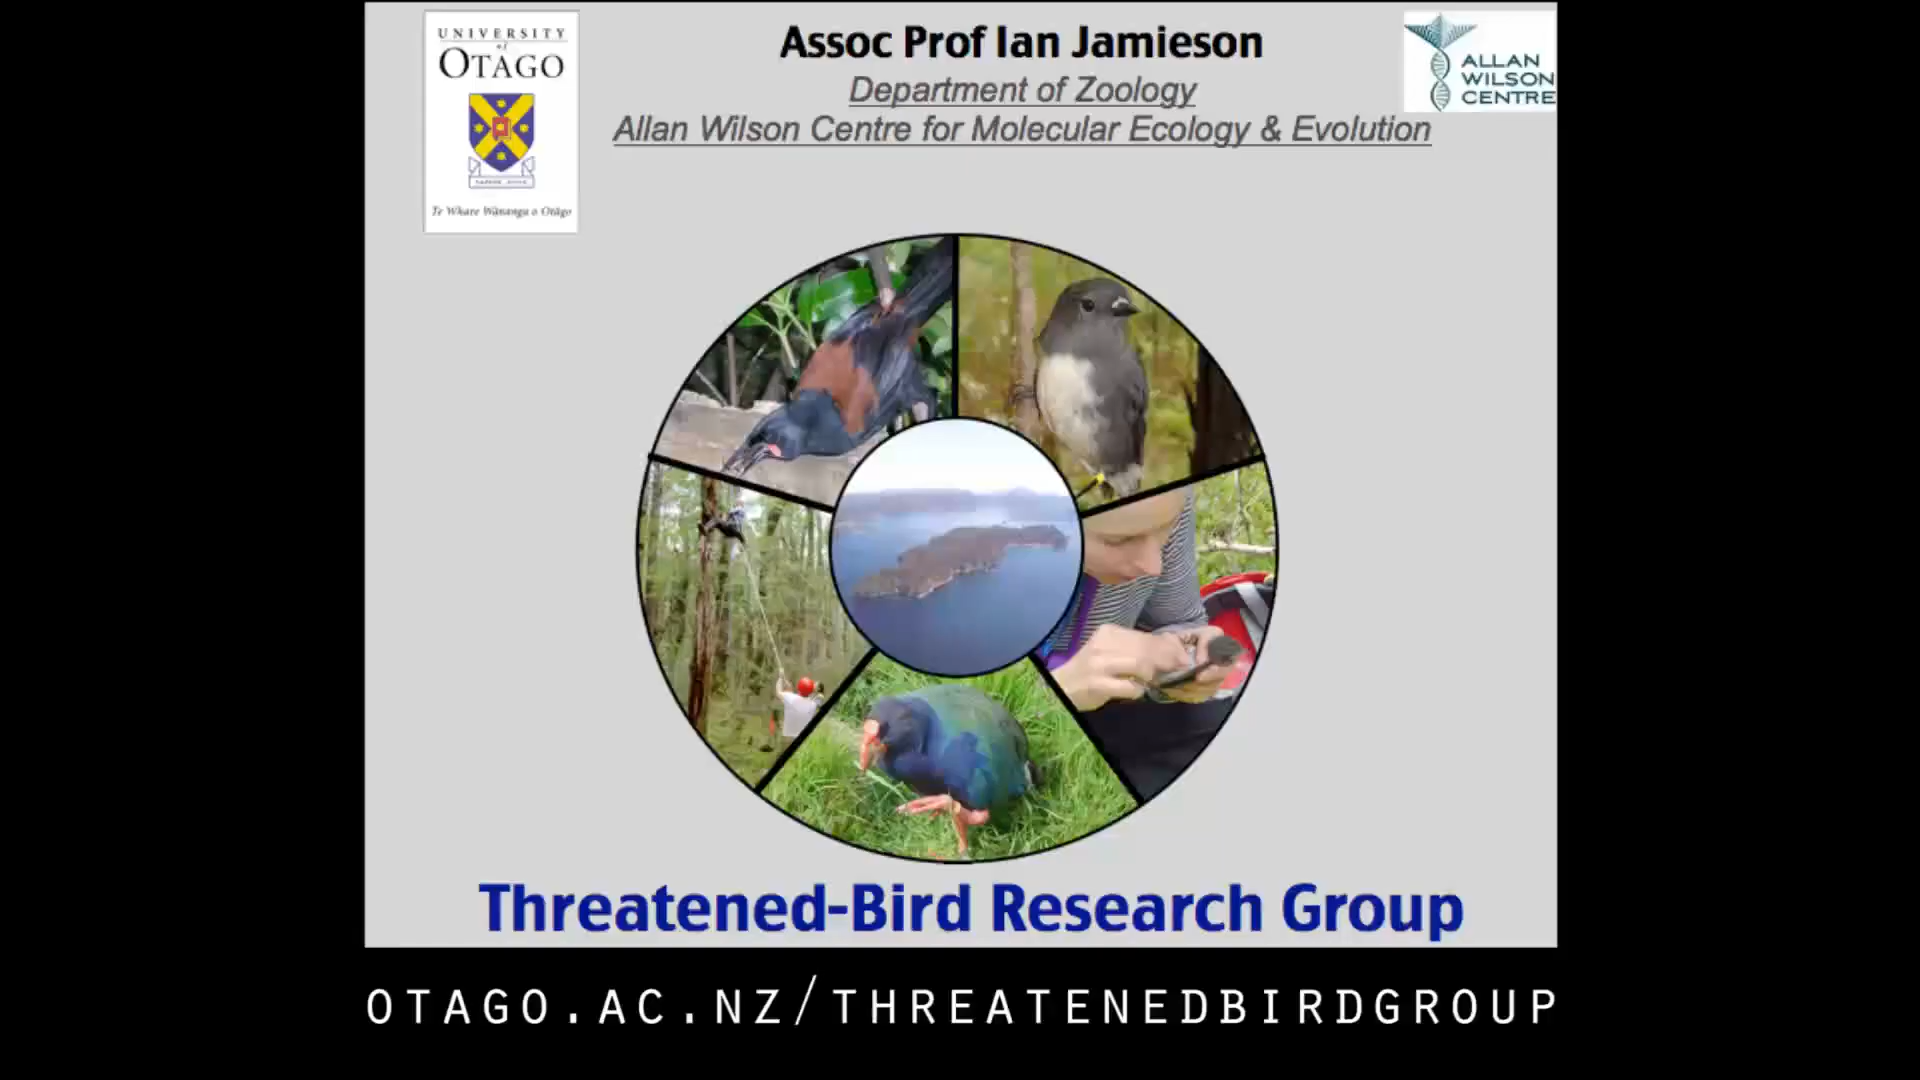 UNIVERSITY
of
OTAGO
Te Whare Wānanga o Otāgo
Assoc Prof Ian Jamieson
Department of Zoology
Allan Wilson Centre for Molecular Ecology & Evolution
ALLAN
WILSON
CENTRE
Threatened-Bird Research Group
OTAGO.AC.NZ/THREATENEDBIRDGROUP